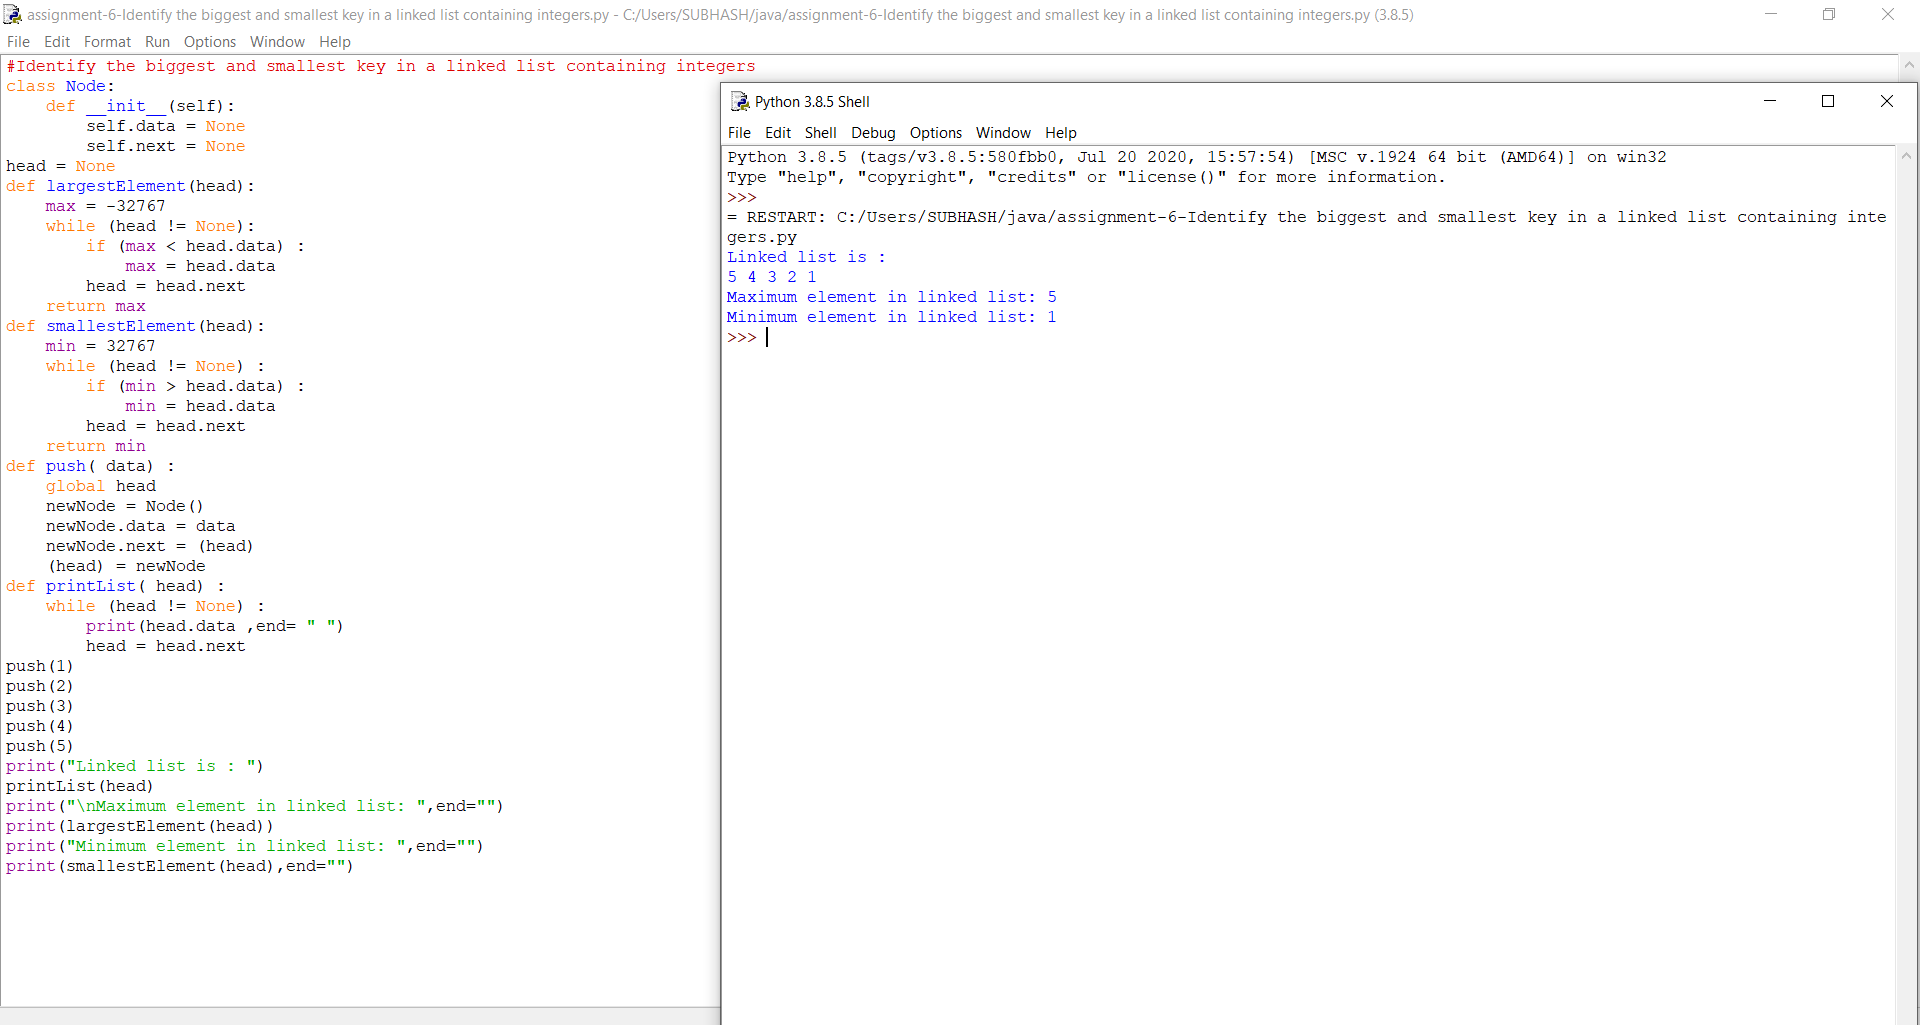 assignment-6-Identify the biggest and smallest key in a linked list containing integers.py - C:/Users/SUBHASH/java/assignment-6-Identify the biggest and smallest key in a linked list containing integers.py (3.8.5)
File Edit Format Run Options Window Help
#Identify the biggest and smallest key in a linked list containing integers
class Node:
    def __init__(self):
        self.data = None
        self.next = None
head = None
def largestElement(head):
    max = -32767
    while (head != None):
        if (max < head.data) :
            max = head.data
        head = head.next
    return max
def smallestElement(head):
    min = 32767
    while (head != None) :
        if (min > head.data) :
            min = head.data
        head = head.next
    return min
def push( data) :
    global head
    newNode = Node()
    newNode.data = data
    newNode.next = (head)
    (head) = newNode
def printList( head) :
    while (head != None) :
        print(head.data ,end= " ")
        head = head.next
push(1)
push(2)
push(3)
push(4)
push(5)
print("Linked list is : ")
printList(head)
print("\nMaximum element in linked list: ",end="")
print(largestElement(head))
print("Minimum element in linked list: ",end="")
print(smallestElement(head),end="")
Python 3.8.5 Shell
File Edit Shell Debug Options Window Help
Python 3.8.5 (tags/v3.8.5:580fbb0, Jul 20 2020, 15:57:54) [MSC v.1924 64 bit (AMD64)] on win32
Type "help", "copyright", "credits" or "license()" for more information.
>>>
= RESTART: C:/Users/SUBHASH/java/assignment-6-Identify the biggest and smallest key in a linked list containing inte
gers.py
Linked list is :
5 4 3 2 1
Maximum element in linked list: 5
Minimum element in linked list: 1
>>>